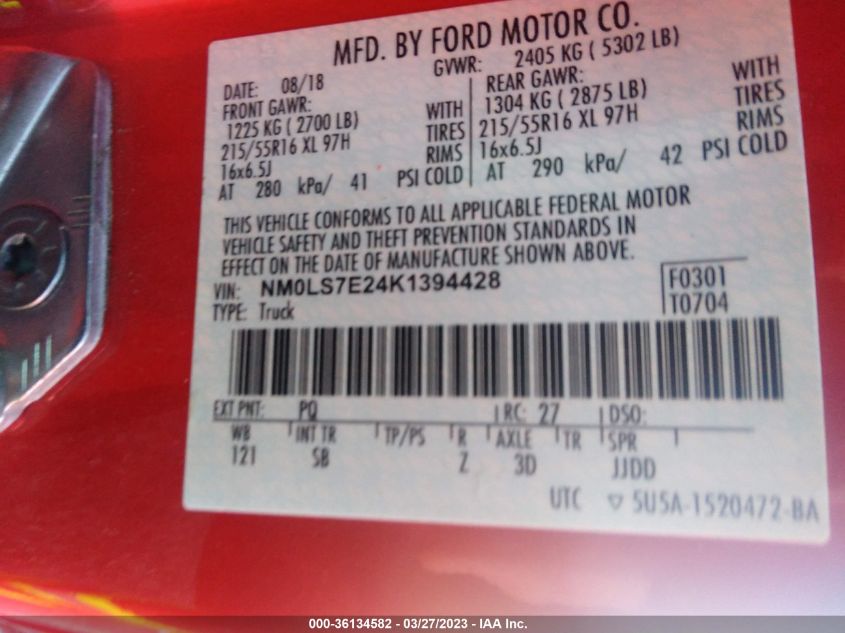 MFD. BY FORD MOTOR CO.
DATE: 08/18 GVWR: 2405 KG ( 5302 LB)
FRONT GAWR: REAR GAWR:
1225 KG ( 2700 LB) WITH 1304 KG ( 2875 LB) WITH
215/55R16 XL 97H TIRES 215/55R16 XL 97H TIRES
16x6.5J RIMS 16x6.5J RIMS
AT 280 kPa/ 41 PSI COLD AT 290 kPa/ 42 PSI COLD
THIS VEHICLE CONFORMS TO ALL APPLICABLE FEDERAL MOTOR
VEHICLE SAFETY AND THEFT PREVENTION STANDARDS IN
EFFECT ON THE DATE OF MANUFACTURE SHOWN ABOVE.
VIN: NM0LS7E24K1394428 F0301
TYPE: Truck T0704
EXT PNT: PQ RC: 27 DSO:
WB INT TR TP/PS R AXLE TR SPR
121 SB Z 3D JJDD
UTC ▽ 5U5A-1520472-BA
000-36134582 - 03/27/2023 - IAA Inc.